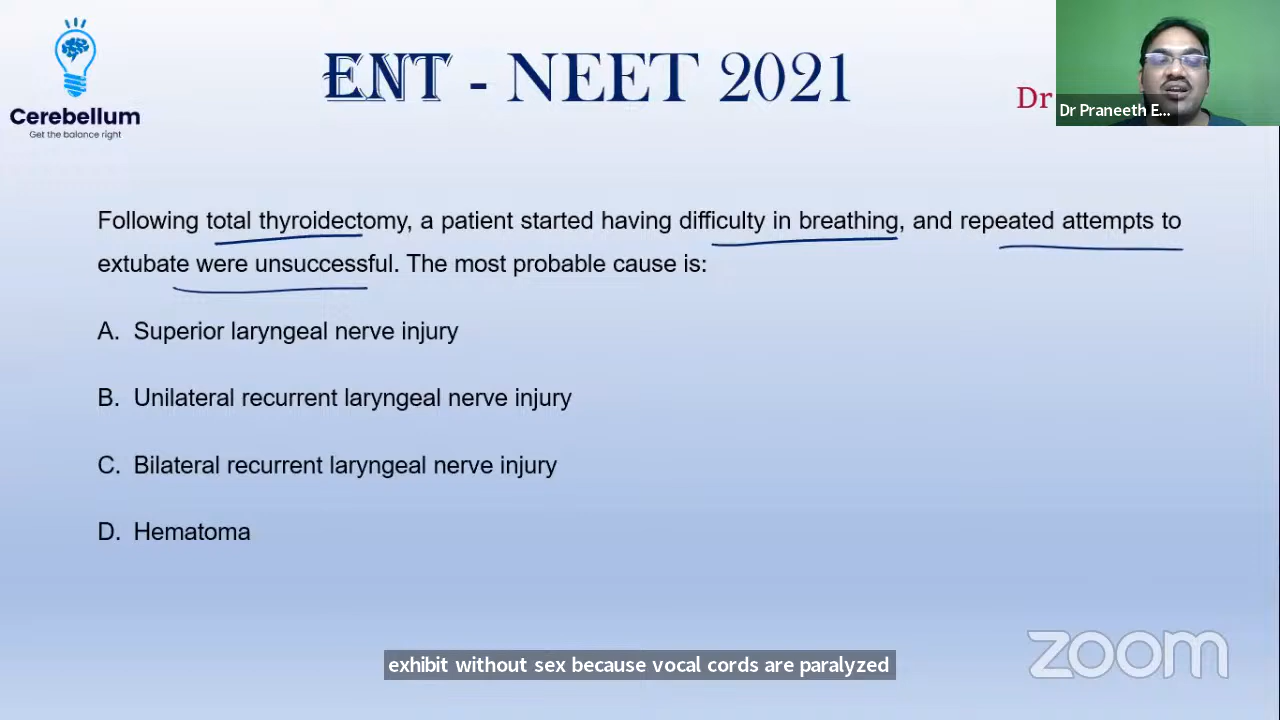 ENT - NEET 2021
Cerebellum
Get the balance right
Dr
Dr Praneeth E...
Following total thyroidectomy, a patient started having difficulty in breathing, and repeated attempts to
extubate were unsuccessful. The most probable cause is:
A. Superior laryngeal nerve injury
B. Unilateral recurrent laryngeal nerve injury
C. Bilateral recurrent laryngeal nerve injury
D. Hematoma
zoom
exhibit without sex because vocal cords are paralyzed